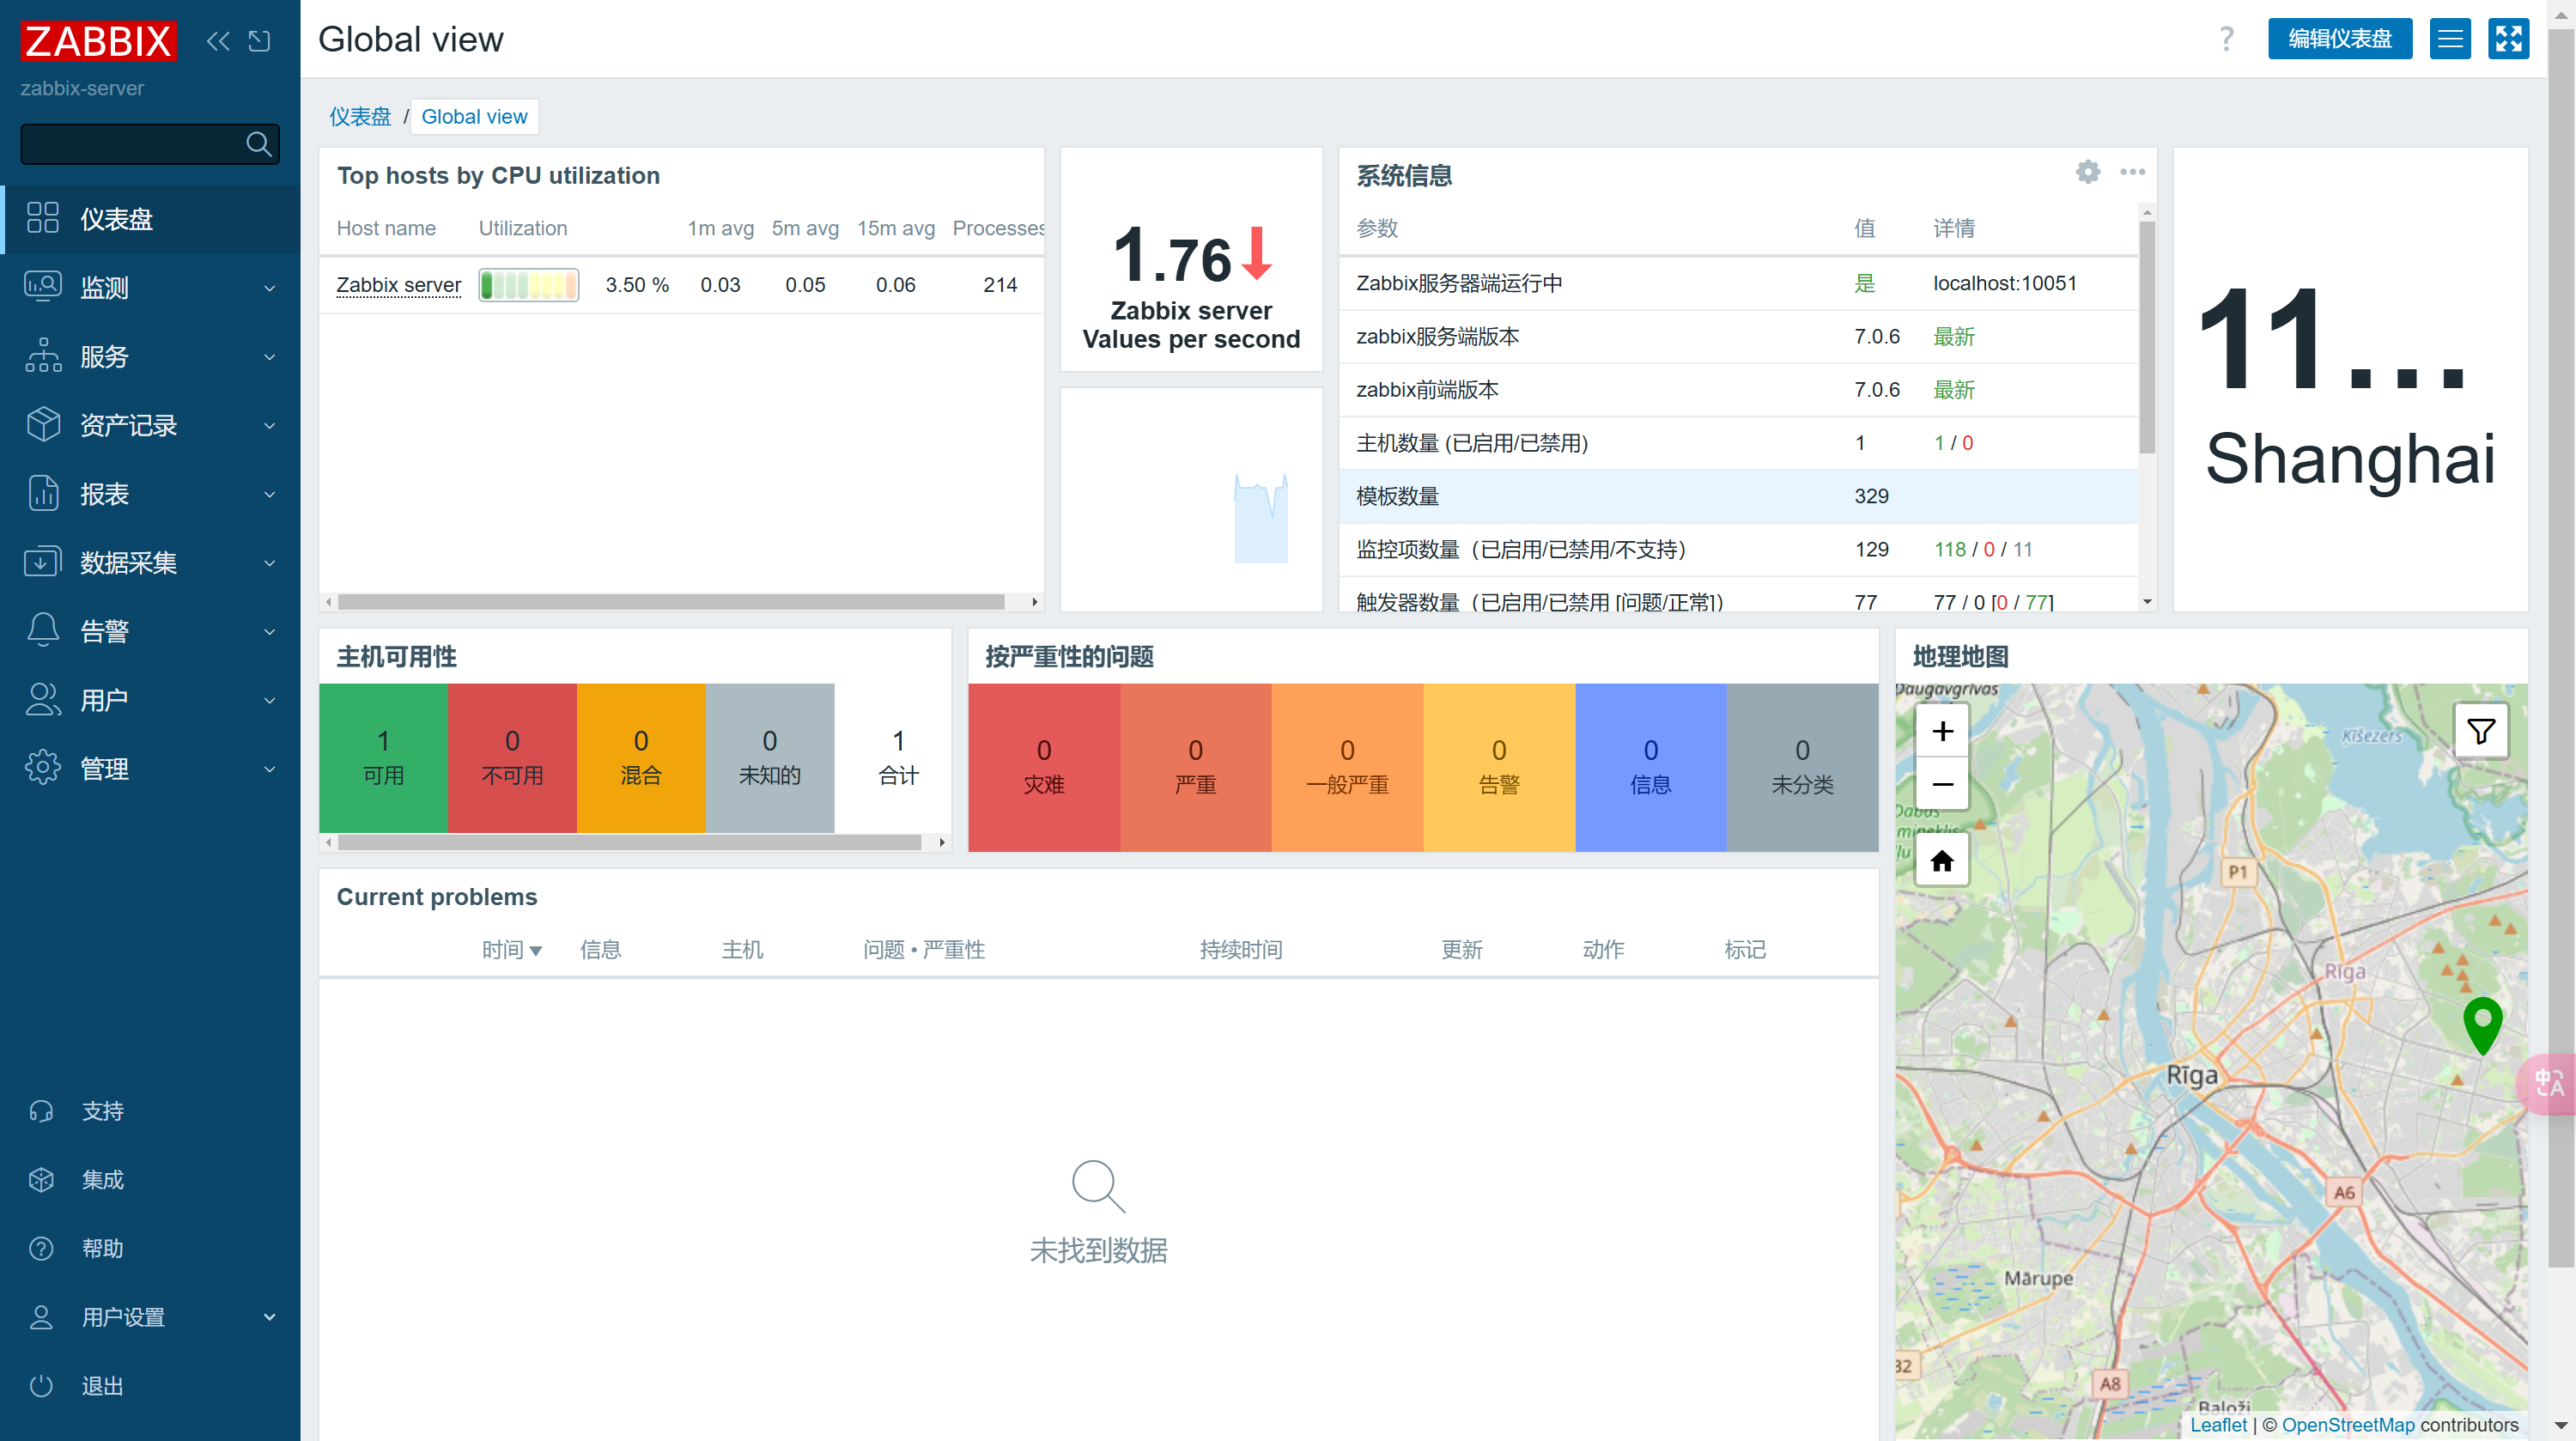 ZABBIX
zabbix-server
仪表盘
监测
服务
资产记录
报表
数据采集
告警
用户
管理
支持
集成
帮助
用户设置
退出
Global view
?
编辑仪表盘
仪表盘 / Global view
Top hosts by CPU utilization
Host name Utilization 1m avg 5m avg 15m avg Processes
Zabbix server 3.50 % 0.03 0.05 0.06 214
1.76
Zabbix server
Values per second
系统信息
参数 值 详情
Zabbix服务器端运行中 是 localhost:10051
zabbix服务端版本 7.0.6 最新
zabbix前端版本 7.0.6 最新
主机数量 (已启用/已禁用) 1 1 / 0
模板数量 329
监控项数量（已启用/已禁用/不支持） 129 118 / 0 / 11
触发器数量（已启用/已禁用 [问题/正常]） 77 77 / 0 [0 / 77]
11...
Shanghai
主机可用性
1 0 0 0 1
可用 不可用 混合 未知的 合计
按严重性的问题
0 0 0 0 0 0
灾难 严重 一般严重 告警 信息 未分类
Current problems
时间 信息 主机 问题 • 严重性 持续时间 更新 动作 标记
未找到数据
地理地图
Daugavgrīvas
+
−
Ķīšezers
P1
Rīga
Rīga
A6
Mārupe
A8
Baloži
Leaflet | © OpenStreetMap contributors
中A